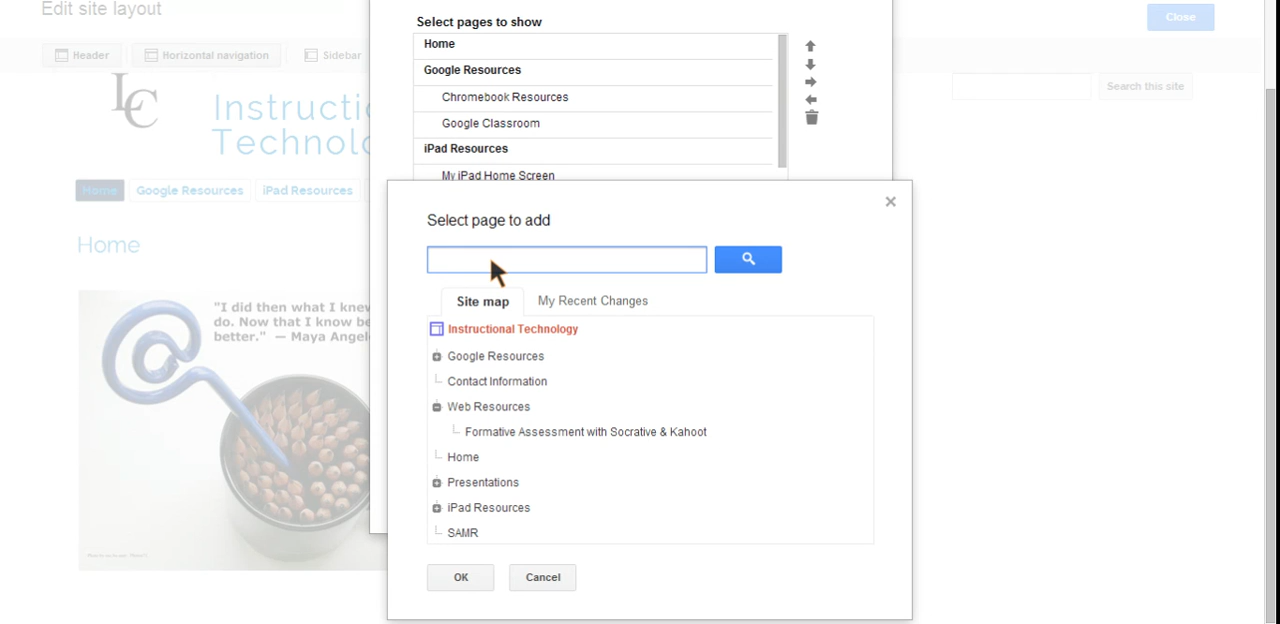 Edit site layout
Close
Header
Horizontal navigation
Sidebar
Search this site
LC
Instructio
Technolo
Home
Google Resources
iPad Resources
Home
"I did then what I knew
do. Now that I know be
better." — Maya Angel
Select pages to show
Home
Google Resources
Chromebook Resources
Google Classroom
iPad Resources
My iPad Home Screen
Select page to add
Site map
My Recent Changes
Instructional Technology
Google Resources
Contact Information
Web Resources
Formative Assessment with Socrative & Kahoot
Home
Presentations
iPad Resources
SAMR
OK
Cancel